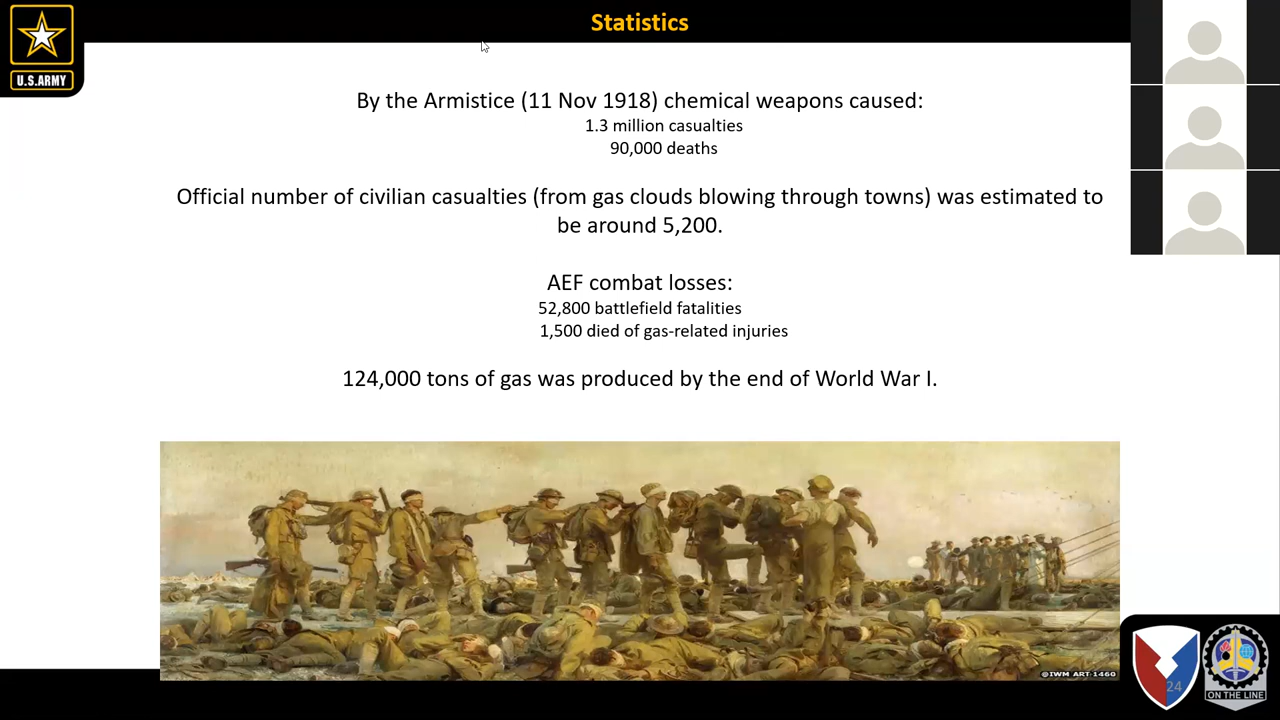 Statistics
U.S.ARMY
By the Armistice (11 Nov 1918) chemical weapons caused:
1.3 million casualties
90,000 deaths
Official number of civilian casualties (from gas clouds blowing through towns) was estimated to
be around 5,200.
AEF combat losses:
52,800 battlefield fatalities
1,500 died of gas-related injuries
124,000 tons of gas was produced by the end of World War I.
©IWM ART 1460
24
ON THE LINE